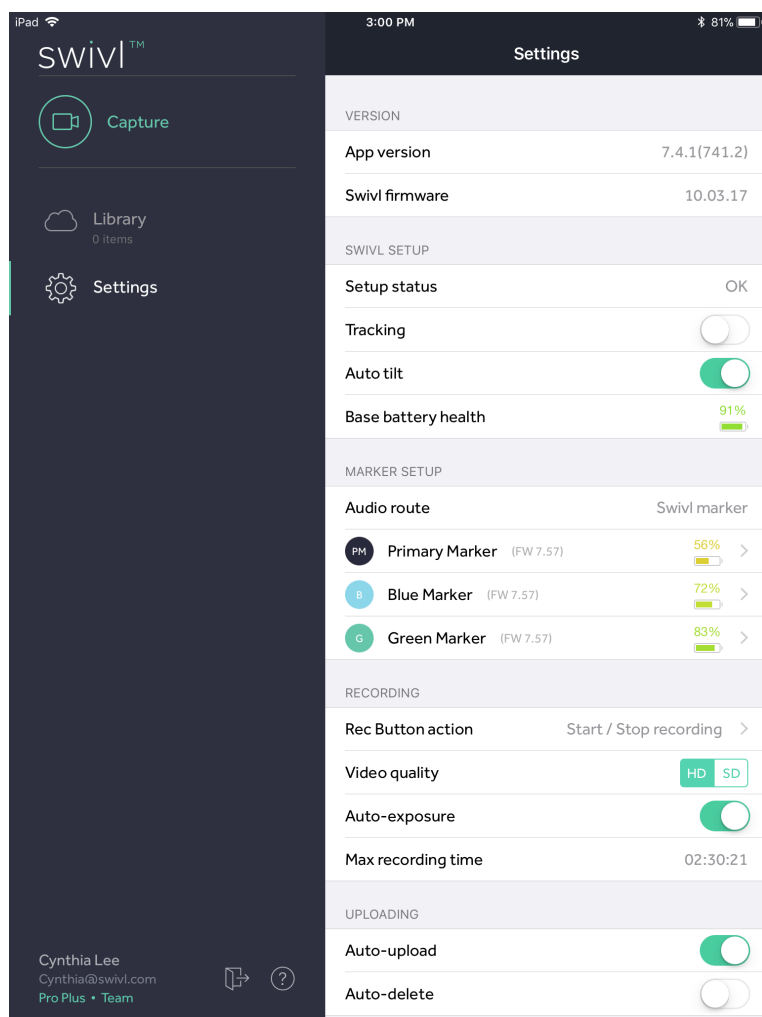 iPad 3:00 PM 81%
swivl™
Capture
Library
0 items
Settings
Cynthia Lee
Cynthia@swivl.com
Pro Plus • Team
?
Settings
VERSION
App version 7.4.1(741.2)
Swivl firmware 10.03.17
SWIVL SETUP
Setup status OK
Tracking
Auto tilt
Base battery health 91%
MARKER SETUP
Audio route Swivl marker
PM Primary Marker (FW 7.57) 56%
B Blue Marker (FW 7.57) 72%
G Green Marker (FW 7.57) 83%
RECORDING
Rec Button action Start / Stop recording
Video quality HD SD
Auto-exposure
Max recording time 02:30:21
UPLOADING
Auto-upload
Auto-delete